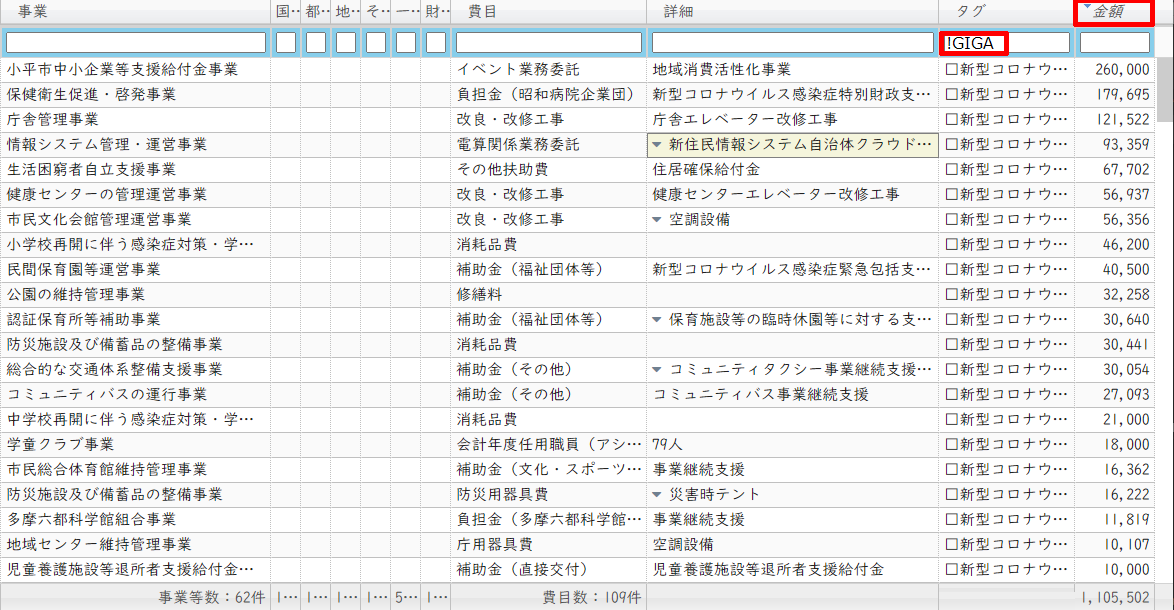 事業 国‥ 都‥ 地‥ そ‥ 一‥ 財‥ 費目 詳細 タグ 金額
!GIGA
小平市中小企業等支援給付金事業 イベント業務委託 地域消費活性化事業 □新型コロナウ… 260,000
保健衛生促進・啓発事業 負担金（昭和病院企業団） 新型コロナウイルス感染症特別財政支… □新型コロナウ… 179,695
庁舎管理事業 改良・改修工事 庁舎エレベーター改修工事 □新型コロナウ… 121,522
情報システム管理・運営事業 電算関係業務委託 ▼ 新住民情報システム自治体クラウド… □新型コロナウ… 93,359
生活困窮者自立支援事業 その他扶助費 住居確保給付金 □新型コロナウ… 67,702
健康センターの管理運営事業 改良・改修工事 健康センターエレベーター改修工事 □新型コロナウ… 56,937
市民文化会館管理運営事業 改良・改修工事 ▼ 空調設備 □新型コロナウ… 56,356
小学校再開に伴う感染症対策・学… 消耗品費 □新型コロナウ… 46,200
民間保育園等運営事業 補助金（福祉団体等） 新型コロナウイルス感染症緊急包括支… □新型コロナウ… 40,500
公園の維持管理事業 修繕料 □新型コロナウ… 32,258
認証保育所等補助事業 補助金（福祉団体等） ▼ 保育施設等の臨時休園等に対する支… □新型コロナウ… 30,640
防災施設及び備蓄品の整備事業 消耗品費 □新型コロナウ… 30,441
総合的な交通体系整備支援事業 補助金（その他） ▼ コミュニティタクシー事業継続支援… □新型コロナウ… 30,054
コミュニティバスの運行事業 補助金（その他） コミュニティバス事業継続支援 □新型コロナウ… 27,093
中学校再開に伴う感染症対策・学… 消耗品費 □新型コロナウ… 21,000
学童クラブ事業 会計年度任用職員（アシ… 79人 □新型コロナウ… 18,000
市民総合体育館維持管理事業 補助金（文化・スポーツ… 事業継続支援 □新型コロナウ… 16,362
防災施設及び備蓄品の整備事業 防災用器具費 ▼ 災害時テント □新型コロナウ… 16,222
多摩六都科学館組合事業 負担金（多摩六都科学館… 事業継続支援 □新型コロナウ… 11,819
地域センター維持管理事業 庁用器具費 空調設備 □新型コロナウ… 10,107
児童養護施設等退所者支援給付金… 補助金（直接交付） 児童養護施設等退所者支援給付金 □新型コロナウ… 10,000
事業等数：62件 1… 1… 1… 1… 5… 1… 費目数：109件 1,105,502